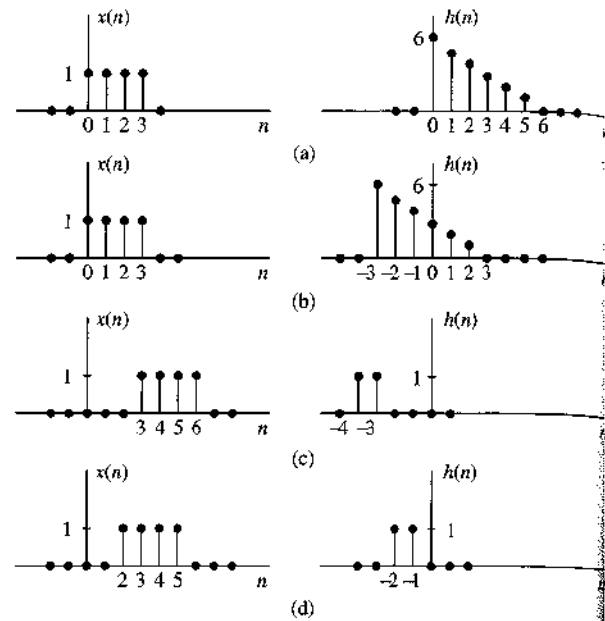 x(n) h(n)
6
1
0 1 2 3 n 0 1 2 3 4 5 6
(a)
x(n) h(n)
6
1
0 1 2 3 n –3 –2 –1 0 1 2 3
(b)
x(n) h(n)
1 1
3 4 5 6 n –4 –3
(c)
x(n) h(n)
1 1
2 3 4 5 n –2 –1
(d)